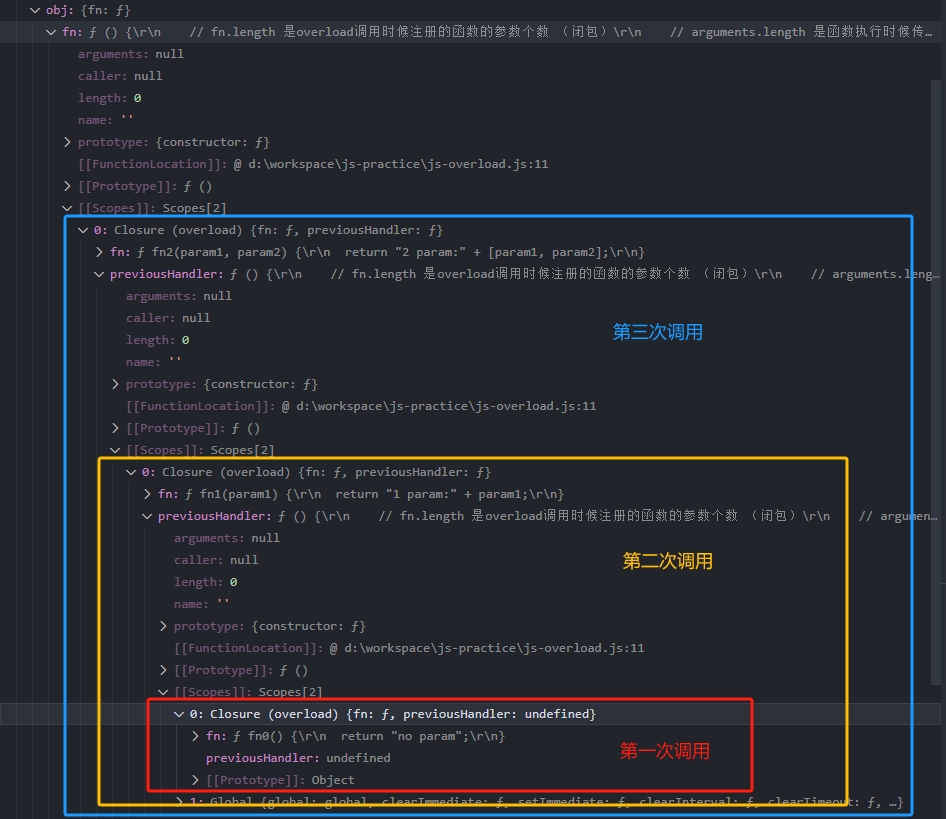 obj: {fn: ƒ}
fn: ƒ () {\r\n    // fn.length 是overload调用时候注册的函数的参数个数 （闭包）\r\n    // arguments.length 是函数执行时候传…
arguments: null
caller: null
length: 0
name: ''
prototype: {constructor: ƒ}
[[FunctionLocation]]: @ d:\workspace\js-practice\js-overload.js:11
[[Prototype]]: ƒ ()
[[Scopes]]: Scopes[2]
0: Closure (overload) {fn: ƒ, previousHandler: ƒ}
fn: ƒ fn2(param1, param2) {\r\n  return "2 param:" + [param1, param2];\r\n}
previousHandler: ƒ () {\r\n    // fn.length 是overload调用时候注册的函数的参数个数 （闭包）\r\n    // arguments.leng…
arguments: null
caller: null
第三次调用
length: 0
name: ''
prototype: {constructor: ƒ}
[[FunctionLocation]]: @ d:\workspace\js-practice\js-overload.js:11
[[Prototype]]: ƒ ()
[[Scopes]]: Scopes[2]
0: Closure (overload) {fn: ƒ, previousHandler: ƒ}
fn: ƒ fn1(param1) {\r\n  return "1 param:" + param1;\r\n}
previousHandler: ƒ () {\r\n    // fn.length 是overload调用时候注册的函数的参数个数 （闭包）\r\n    // argumen…
arguments: null
caller: null
第二次调用
length: 0
name: ''
prototype: {constructor: ƒ}
[[FunctionLocation]]: @ d:\workspace\js-practice\js-overload.js:11
[[Prototype]]: ƒ ()
[[Scopes]]: Scopes[2]
0: Closure (overload) {fn: ƒ, previousHandler: undefined}
fn: ƒ fn0() {\r\n  return "no param";\r\n}
previousHandler: undefined
第一次调用
[[Prototype]]: Object
1: Global {global: global, clearImmediate: ƒ, setImmediate: ƒ, clearInterval: ƒ, clearTimeout: ƒ, …}